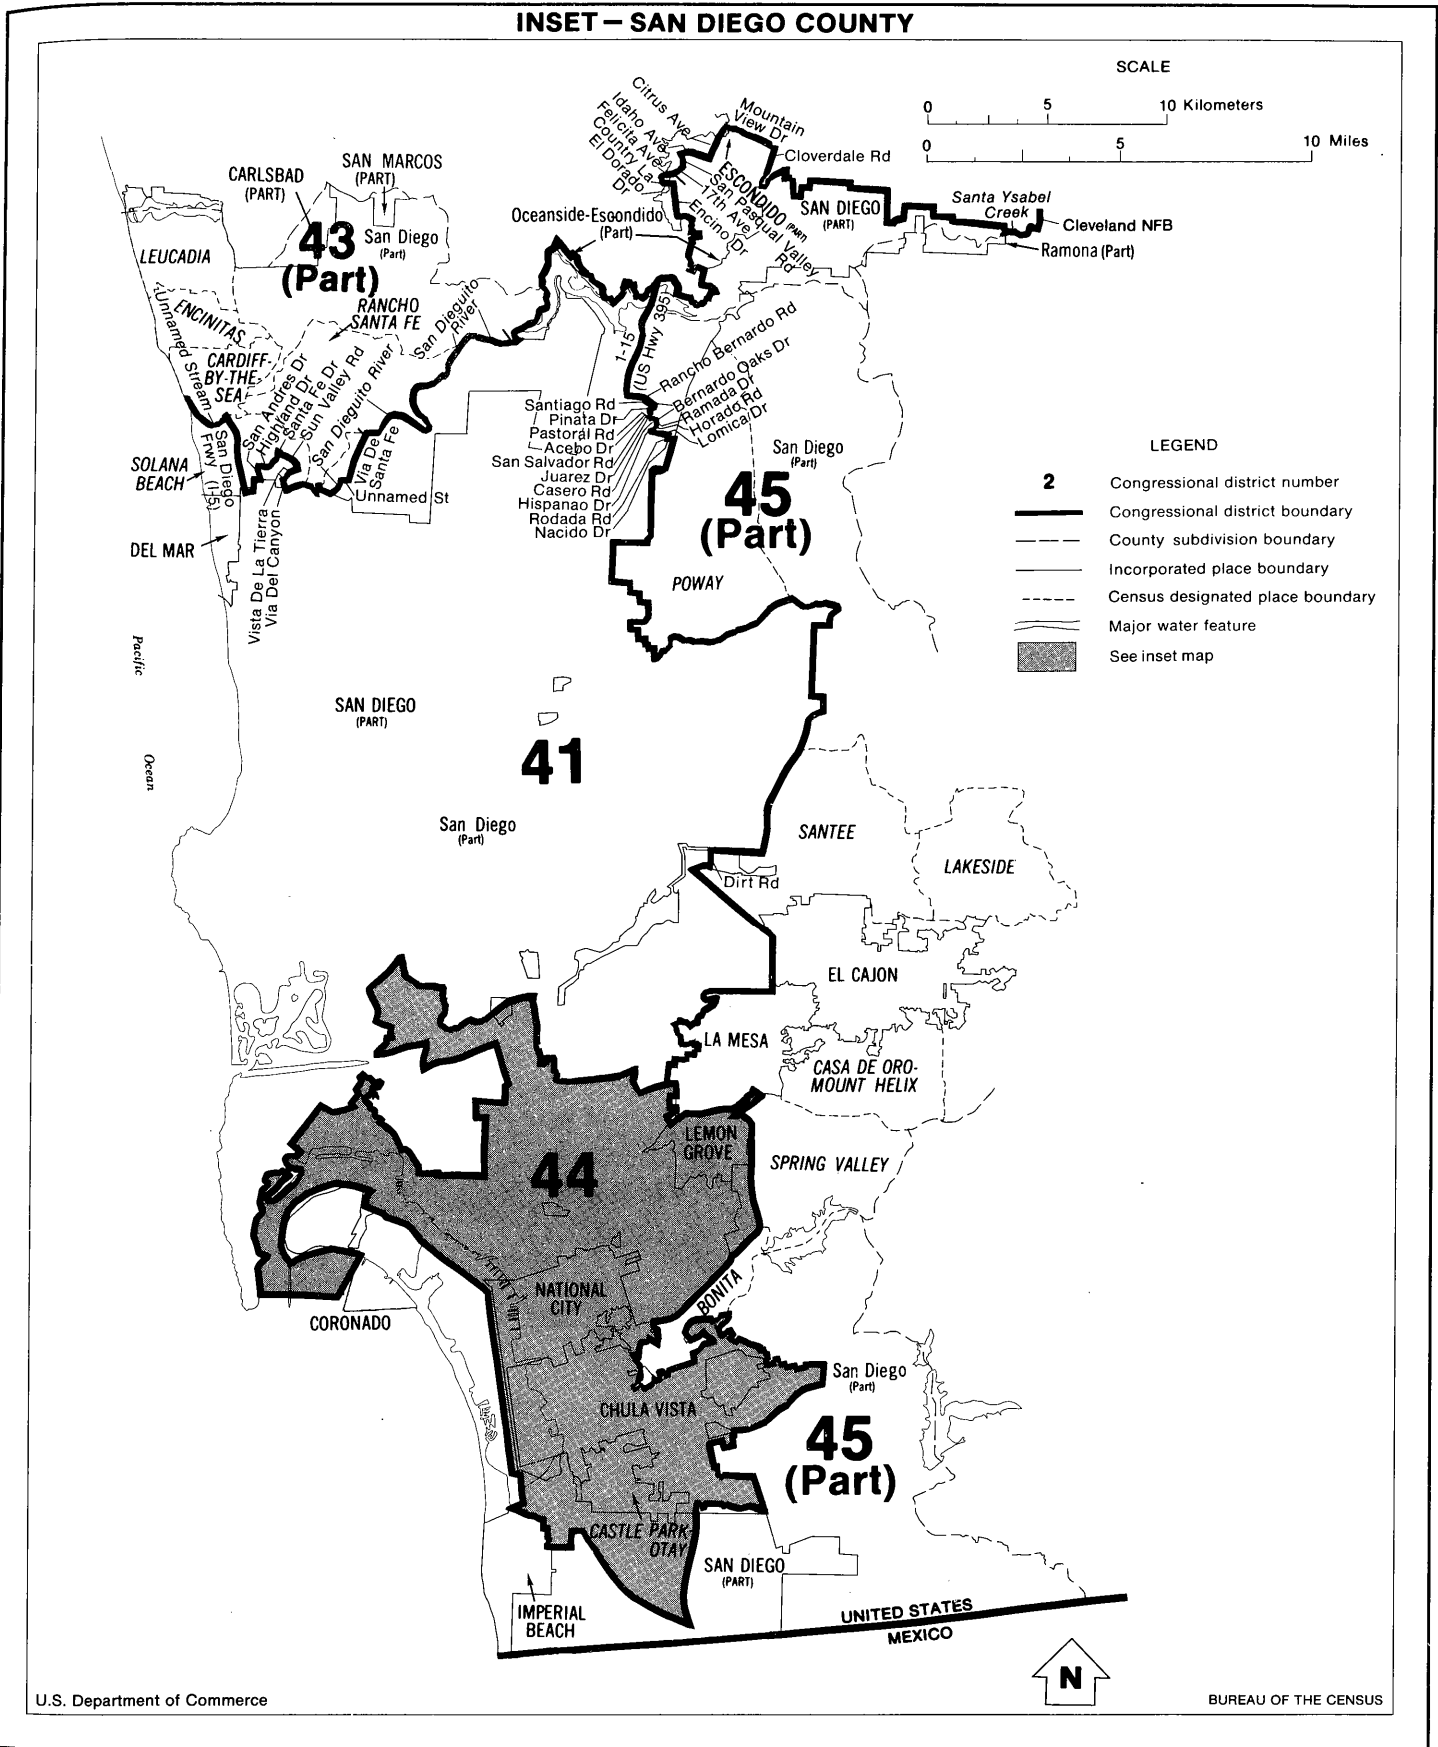 INSET — SAN DIEGO COUNTY
SCALE
0 5 10 Kilometers
0 5 10 Miles
Citrus Ave
Idaho Ave
Felicita Ave
Country La
El Dorado
Dr
Mountain
View Dr
Cloverdale Rd
ESCONDIDO (PART)
San Pasqual Valley
Rd
17th Ave
Encino Dr
SAN DIEGO
(PART)
Santa Ysabel
Creek
Cleveland NFB
Ramona (Part)
SAN MARCOS
(PART)
CARLSBAD
(PART)
43
(Part)
San Diego
(Part)
Oceanside-Escondido
(Part)
LEUCADIA
ENCINITAS
RANCHO
SANTA FE
San Dieguito
River
Unnamed Stream
CARDIFF-
BY-THE-
SEA
San Andres Dr
Highland Dr
Santa Fe Dr
Sun Valley Rd
San Dieguito River
Via De
Santa Fe
Unnamed St
SOLANA
BEACH
San Diego
Frwy (I-5)
DEL MAR
Vista De La Tierra
Via Del Canyon
I-15
(US Hwy 395)
Rancho Bernardo Rd
Bernardo Oaks Dr
Ramada Dr
Horado Rd
Lomica Dr
Santiago Rd
Pinata Dr
Pastoral Rd
Acebo Dr
San Salvador Rd
Juarez Dr
Casero Rd
Hispanao Dr
Rodada Rd
Nacido Dr
San Diego
(Part)
45
(Part)
POWAY
LEGEND
2 Congressional district number
Congressional district boundary
County subdivision boundary
Incorporated place boundary
Census designated place boundary
Major water feature
See inset map
Pacific
Ocean
SAN DIEGO
(PART)
41
San Diego
(Part)
SANTEE
LAKESIDE
Dirt Rd
EL CAJON
LA MESA
CASA DE ORO-
MOUNT HELIX
LEMON
GROVE
SPRING VALLEY
44
NATIONAL
CITY
BONITA
CORONADO
San Diego
(Part)
CHULA VISTA
45
(Part)
CASTLE PARK-
OTAY
SAN DIEGO
(PART)
IMPERIAL
BEACH
UNITED STATES
MEXICO
N
U.S. Department of Commerce
BUREAU OF THE CENSUS